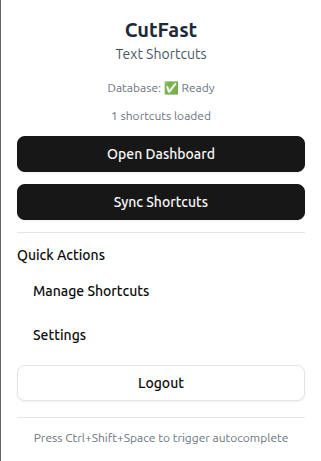 CutFast
Text Shortcuts
Database: ✅ Ready
1 shortcuts loaded
Open Dashboard
Sync Shortcuts
Quick Actions
Manage Shortcuts
Settings
Logout
Press Ctrl+Shift+Space to trigger autocomplete